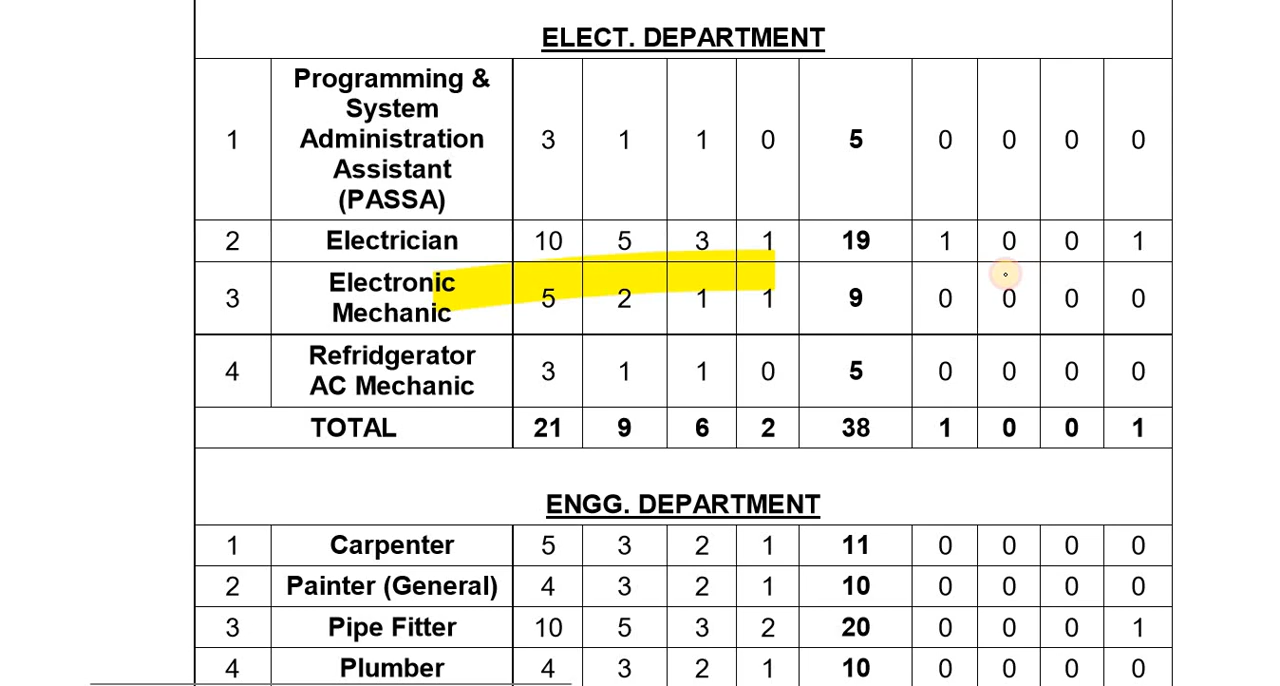 ELECT. DEPARTMENT
1 Programming & System Administration Assistant (PASSA) 3 1 1 0 5 0 0 0 0
2 Electrician 10 5 3 1 19 1 0 0 1
3 Electronic Mechanic 5 2 1 1 9 0 0 0 0
4 Refridgerator AC Mechanic 3 1 1 0 5 0 0 0 0
TOTAL 21 9 6 2 38 1 0 0 1
ENGG. DEPARTMENT
1 Carpenter 5 3 2 1 11 0 0 0 0
2 Painter (General) 4 3 2 1 10 0 0 0 0
3 Pipe Fitter 10 5 3 2 20 0 0 0 1
4 Plumber 4 3 2 1 10 0 0 0 0